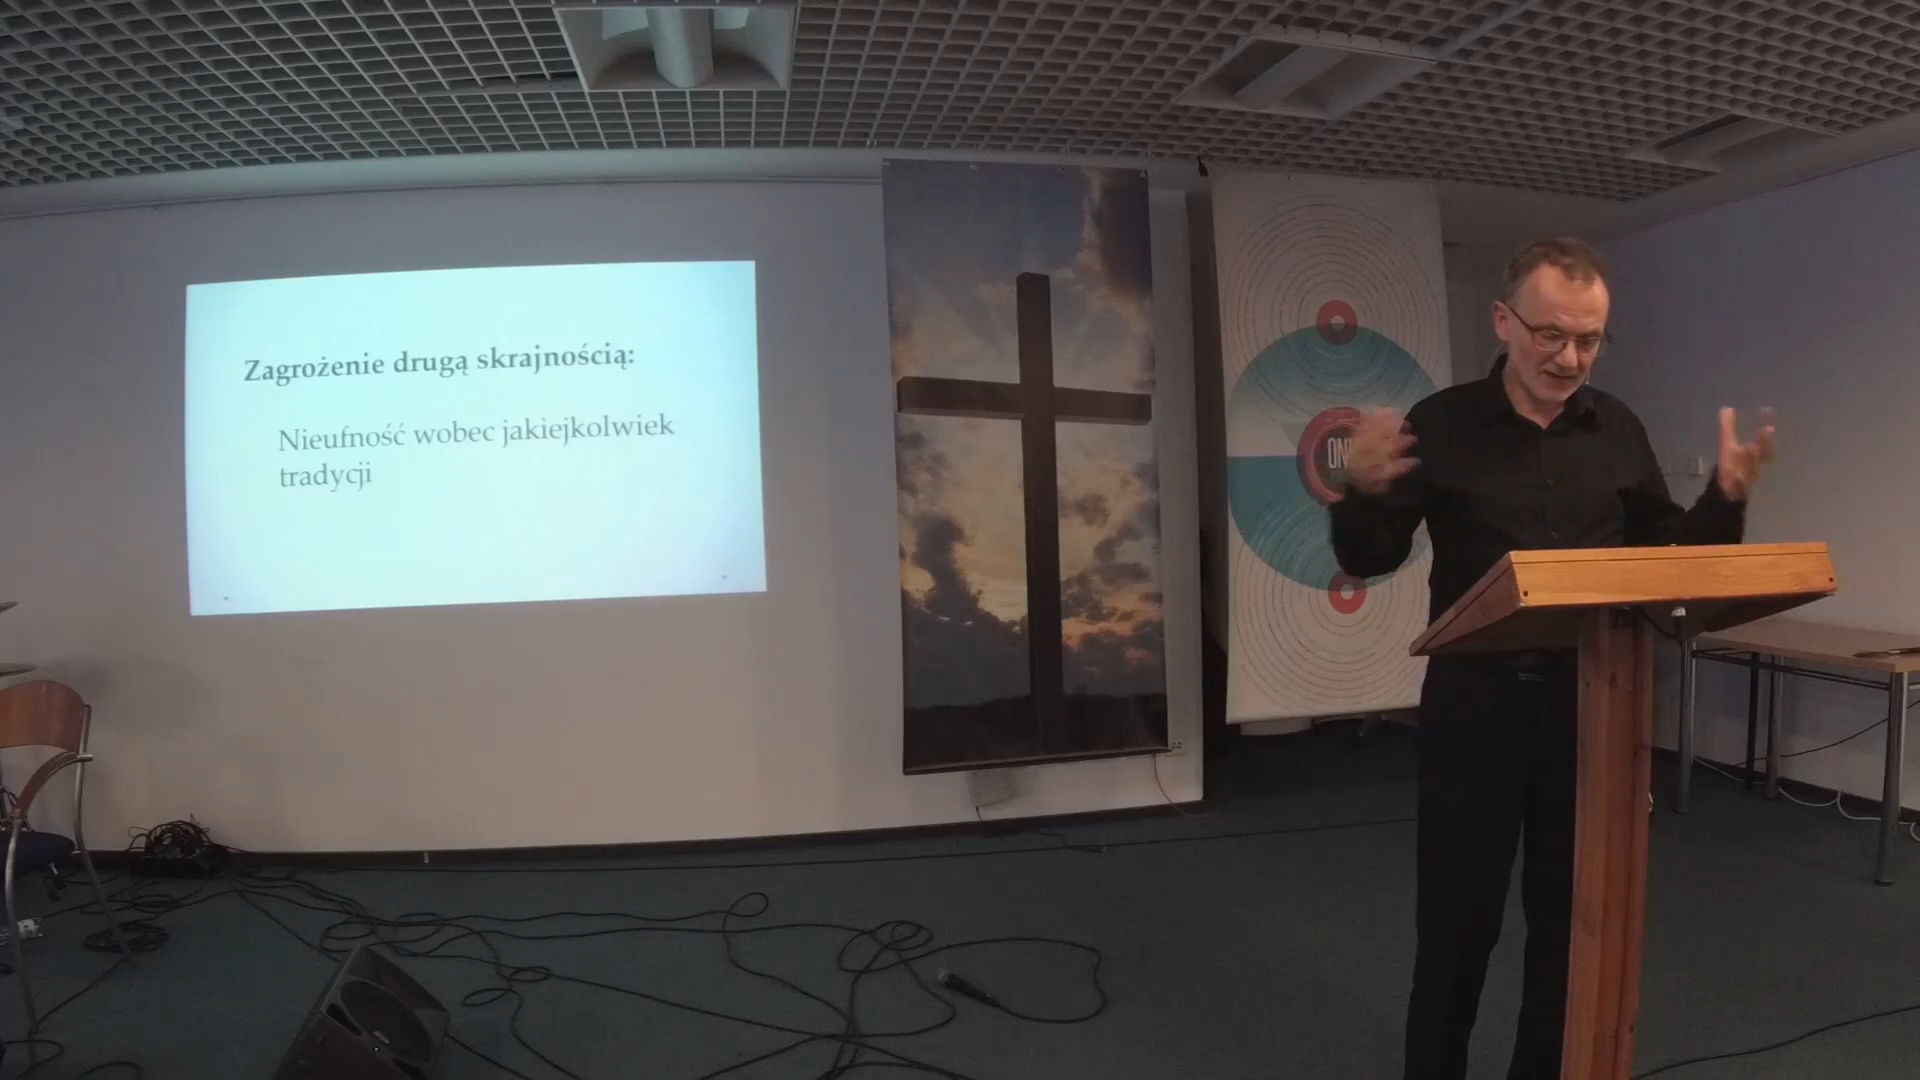 Zagrożenie drugą skrajnością:
Nieufność wobec jakiejkolwiek
tradycji